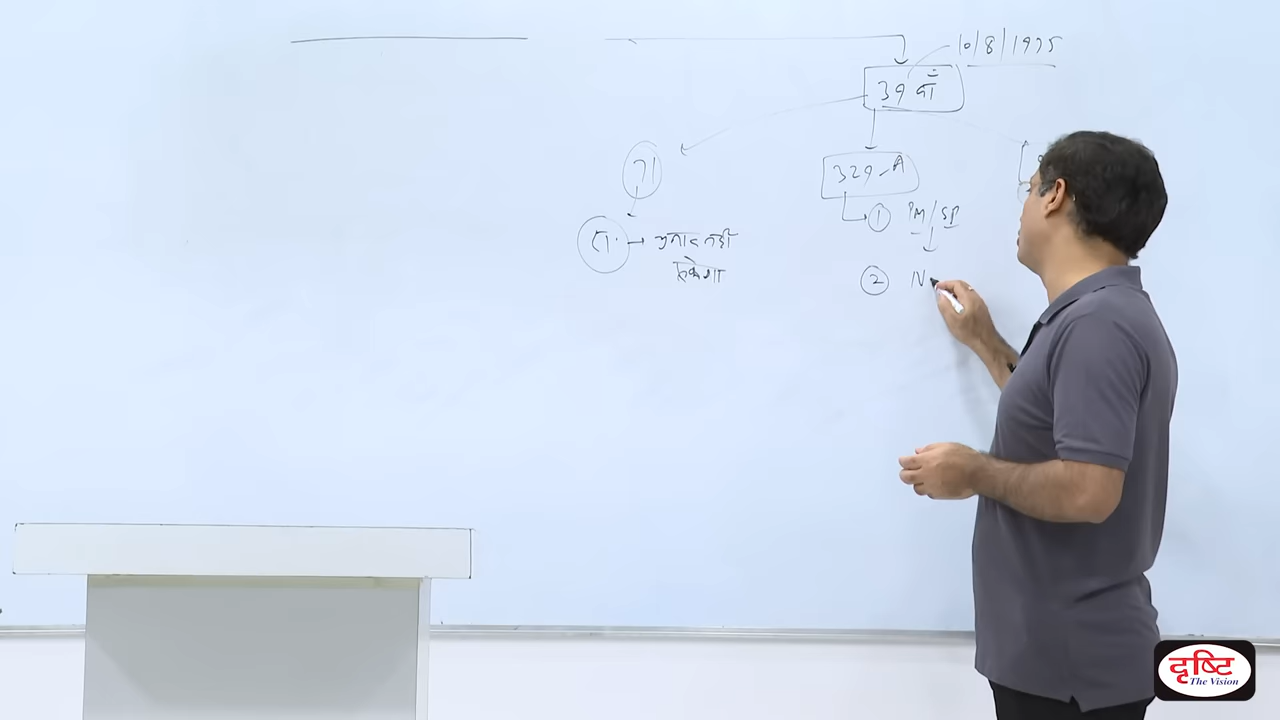 10/8/1975
39 वाँ
71
329-A
① PM/SP
रा. → चुनाव नहीं
रुकेगा
② N
दृष्टि
The Vision